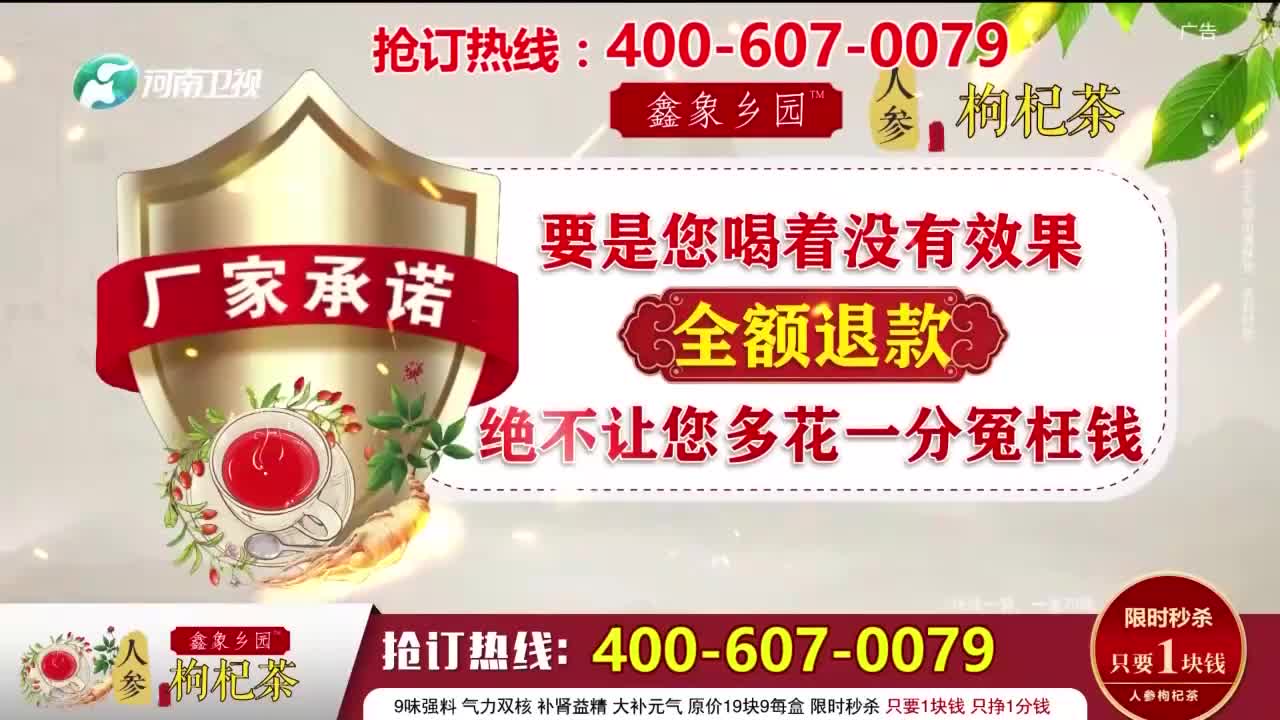 抢订热线：400-607-0079
广告
河南卫视
鑫象乡园™
人参
枸杞茶
厂家承诺
要是您喝着没有效果
全额退款
绝不让您多花一分冤枉钱
人参
鑫象乡园
枸杞茶
抢订热线：400-607-0079
9味强料 气力双核 补肾益精 大补元气 原价19块9每盒 限时秒杀 只要1块钱 只挣1分钱
限时秒杀
只要1块钱
人参枸杞茶